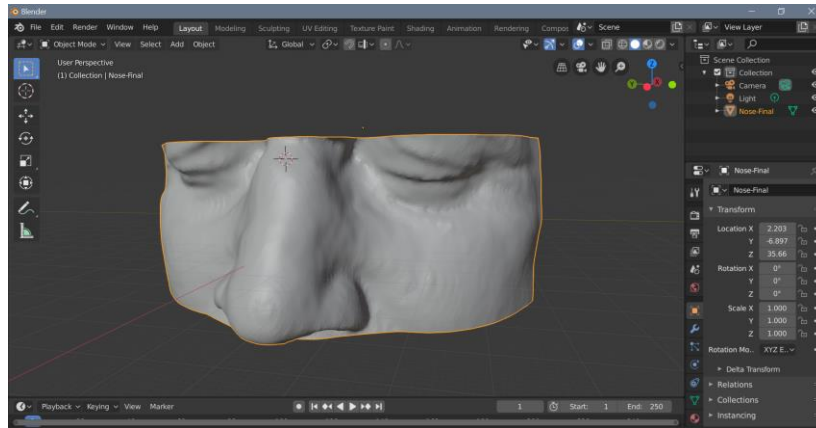 Blender
File Edit Render Window Help Layout Modeling Sculpting UV Editing Texture Paint Shading Animation Rendering Compos Scene View Layer
Object Mode View Select Add Object Global
User Perspective
(1) Collection | Nose-Final
Scene Collection
Collection
Camera
Light
Nose-Final
Nose-Final
Nose-Final
Transform
Location X 2.203
Y -6.897
Z 35.66
Rotation X 0°
Y 0°
Z 0°
Scale X 1.000
Y 1.000
Z 1.000
Rotation Mo.. XYZ E..
Delta Transform
Relations
Collections
Instancing
Playback Keying View Marker 1 Start: 1 End: 250